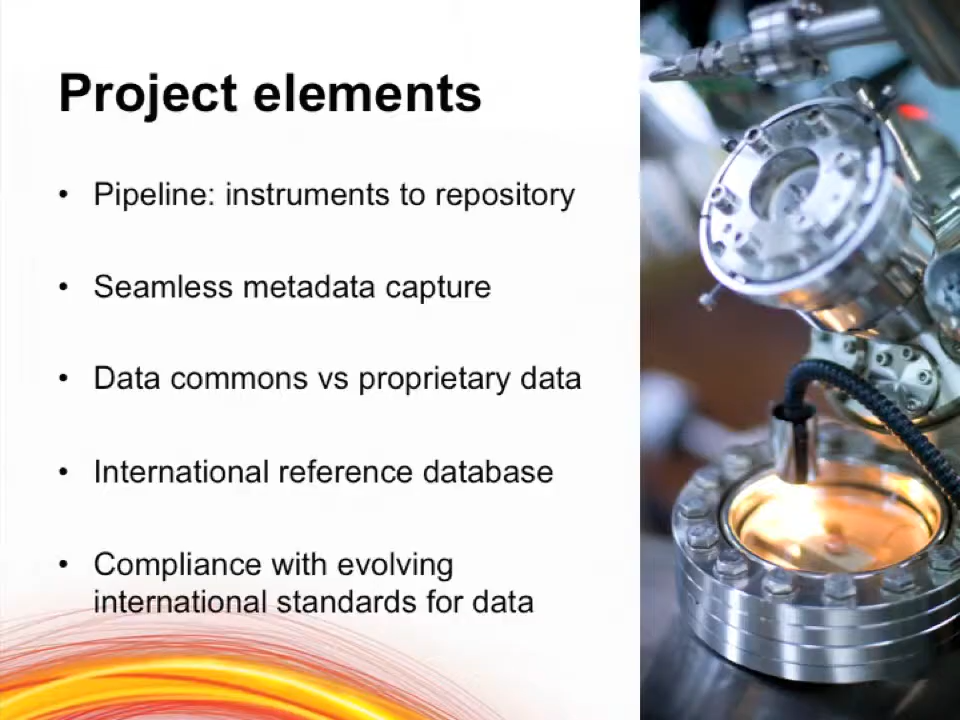 Project elements
• Pipeline: instruments to repository
• Seamless metadata capture
• Data commons vs proprietary data
• International reference database
• Compliance with evolving
international standards for data